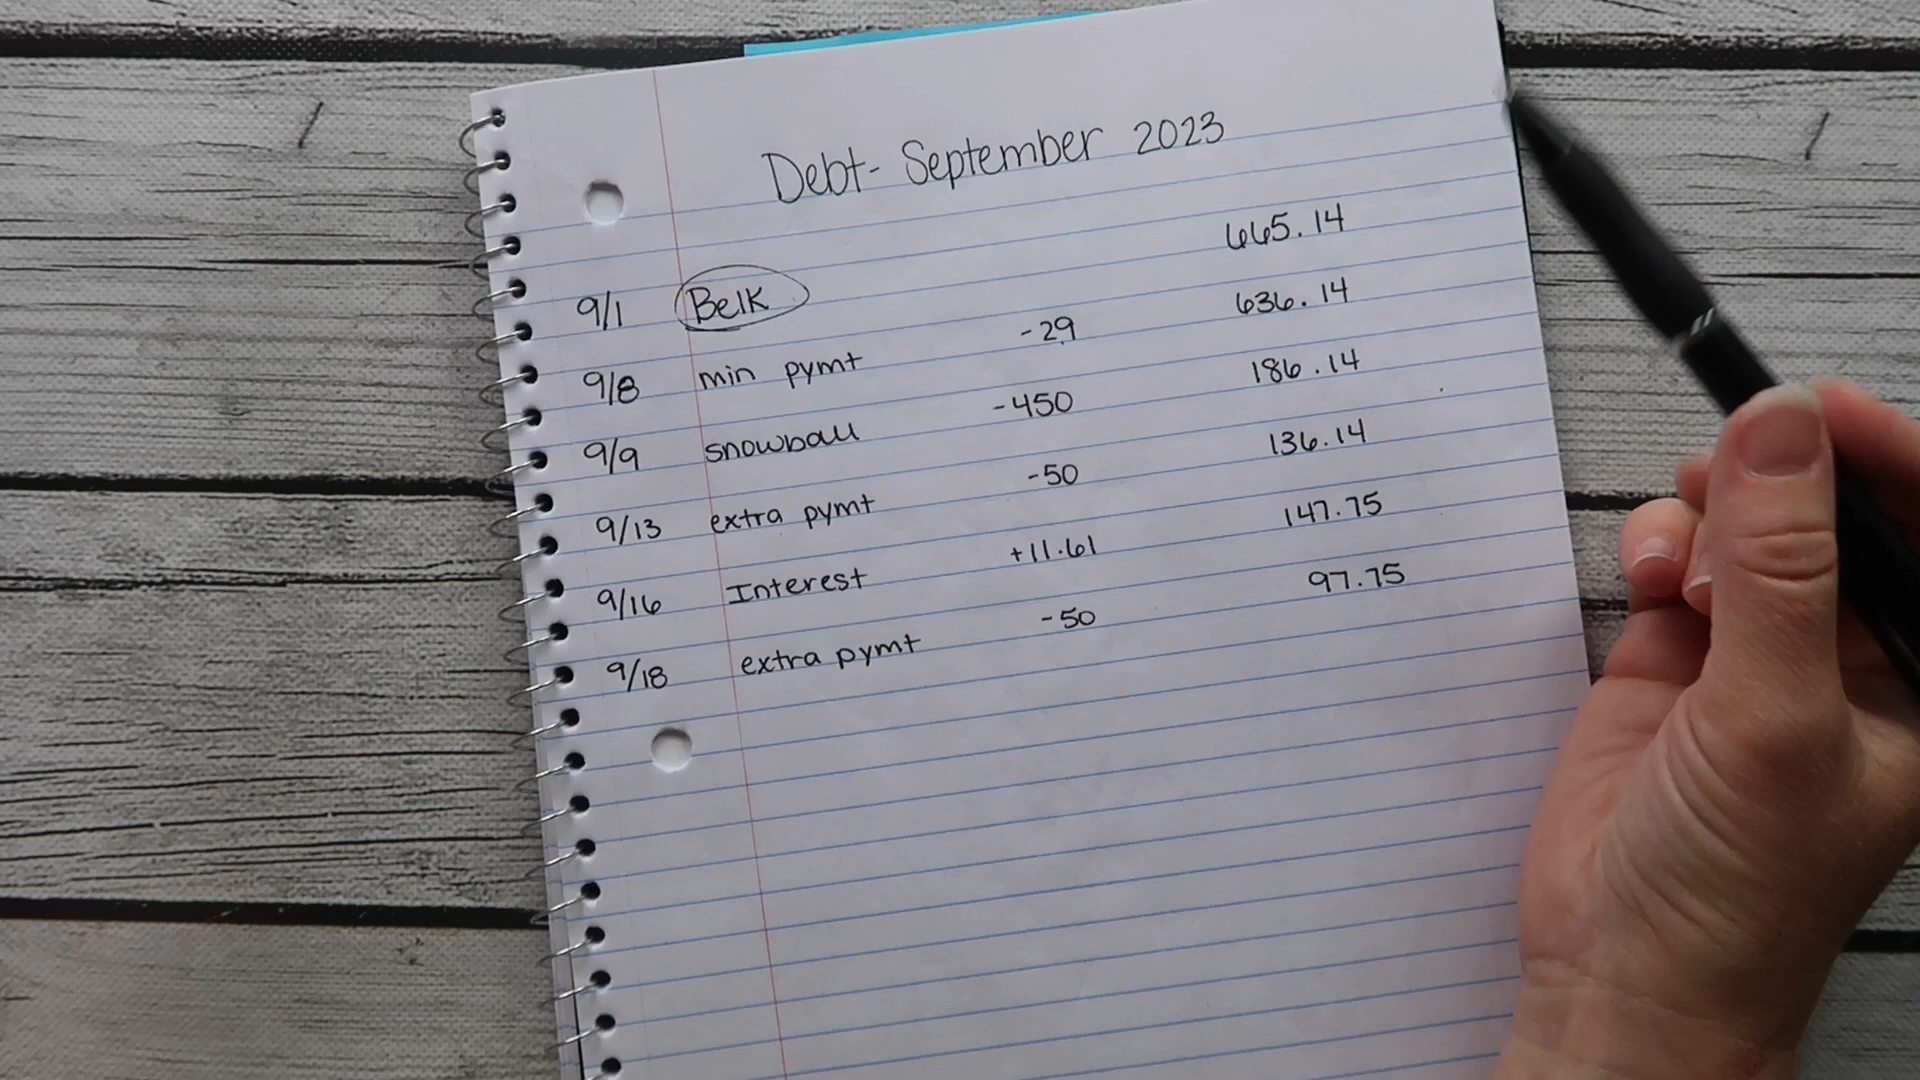 Debt- September 2023
9/1 Belk 665.14
9/8 min pymt -29 636.14
9/9 snowball -450 186.14
9/13 extra pymt -50 136.14
9/16 Interest +11.61 147.75
9/18 extra pymt -50 97.75